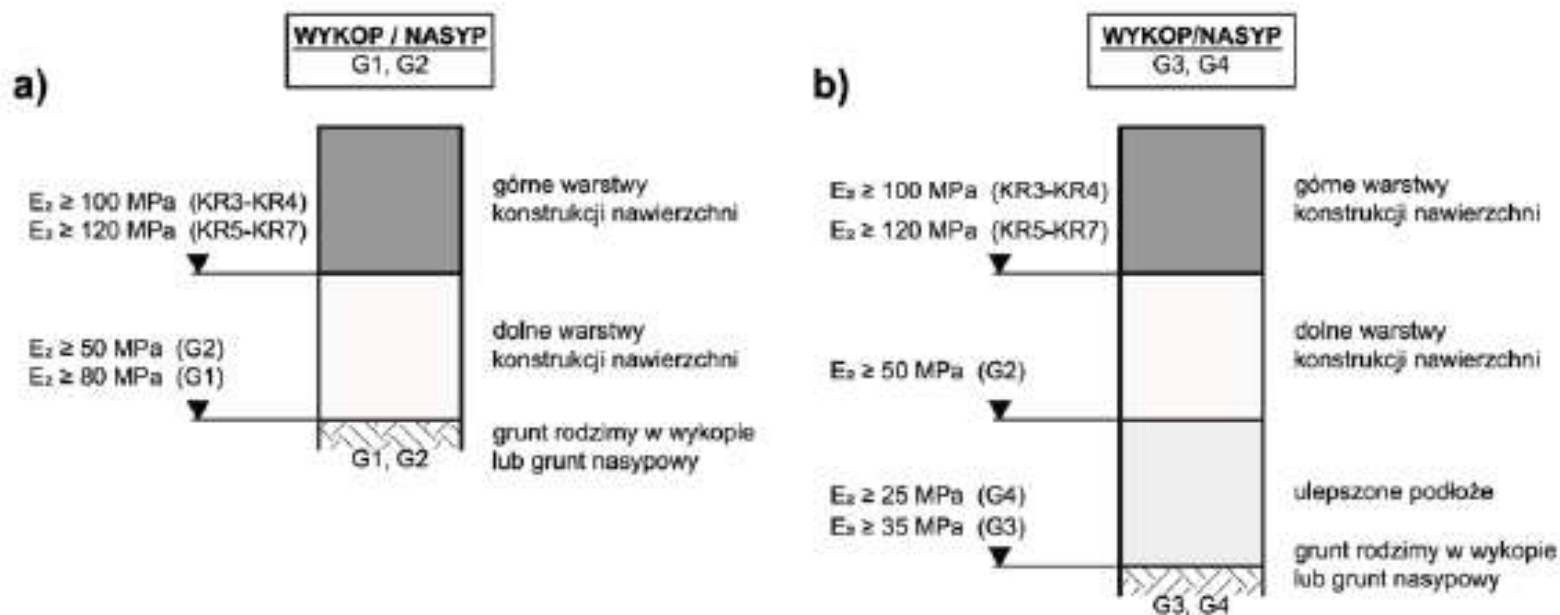 a)
WYKOP / NASYP
G1, G2
E₂ ≥ 100 MPa (KR3-KR4)
E₂ ≥ 120 MPa (KR5-KR7)
górne warstwy
konstrukcji nawierzchni
E₂ ≥ 50 MPa (G2)
E₂ ≥ 80 MPa (G1)
dolne warstwy
konstrukcji nawierzchni
grunt rodzimy w wykopie
lub grunt nasypowy
G1, G2
b)
WYKOP/NASYP
G3, G4
E₂ ≥ 100 MPa (KR3-KR4)
E₂ ≥ 120 MPa (KR5-KR7)
górne warstwy
konstrukcji nawierzchni
E₂ ≥ 50 MPa (G2)
dolne warstwy
konstrukcji nawierzchni
E₂ ≥ 25 MPa (G4)
E₂ ≥ 35 MPa (G3)
ulepszone podłoże
grunt rodzimy w wykopie
lub grunt nasypowy
G3, G4